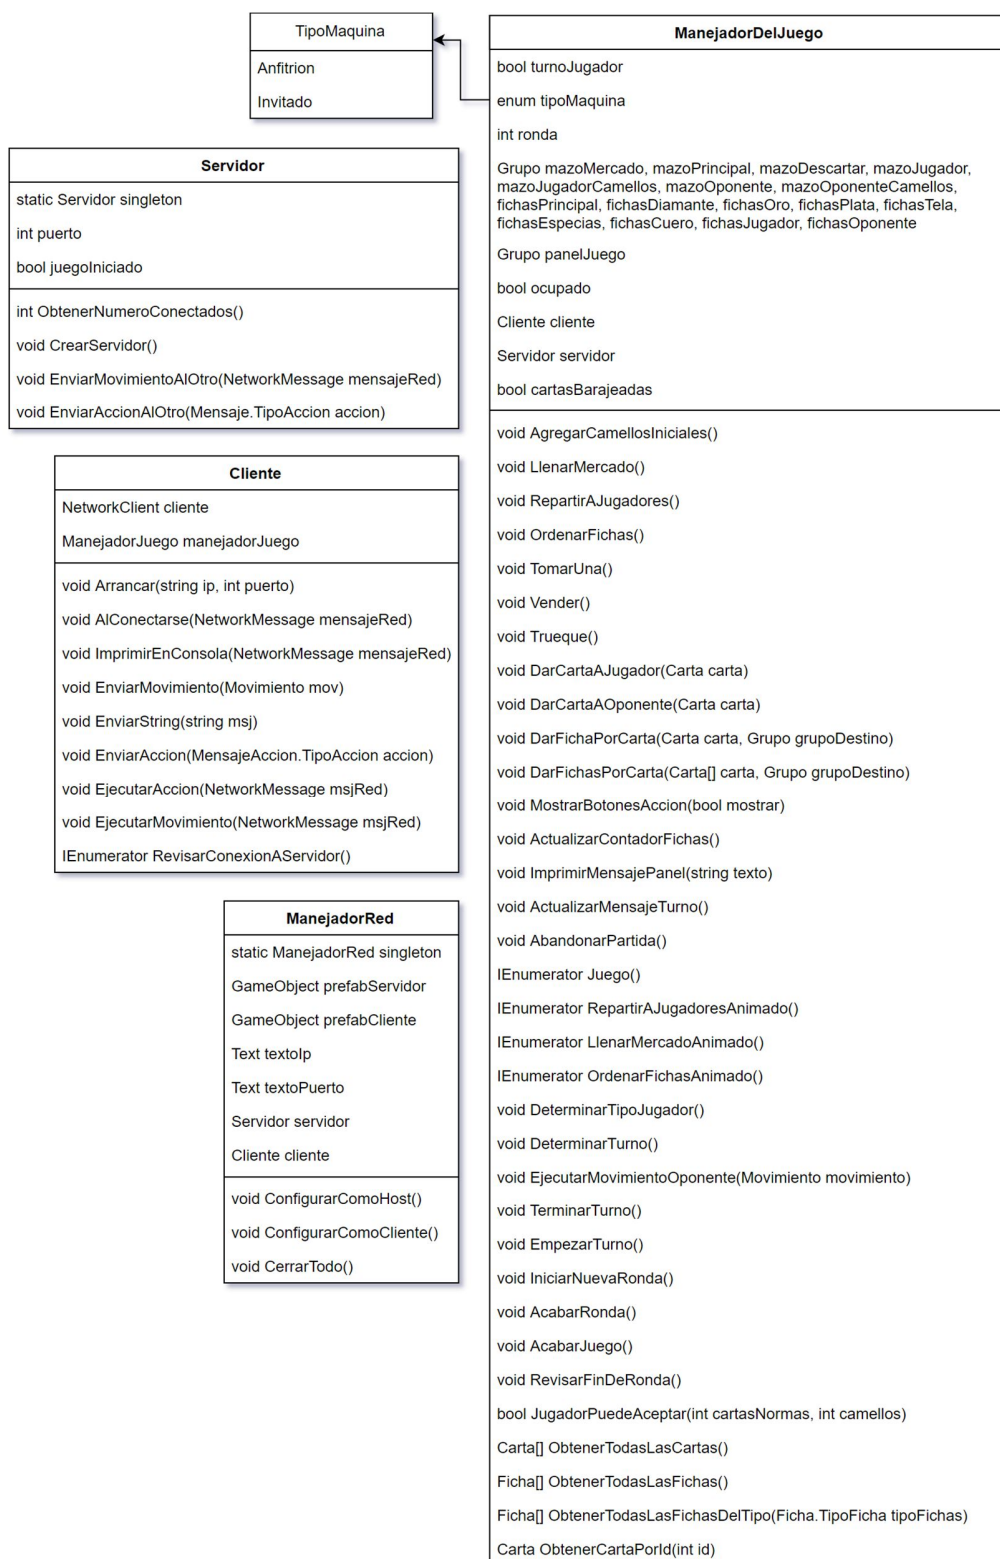 TipoMaquina
Anfitrion
Invitado
Servidor
static Servidor singleton
int puerto
bool juegoIniciado
int ObtenerNumeroConectados()
void CrearServidor()
void EnviarMovimientoAlOtro(NetworkMessage mensajeRed)
void EnviarAccionAlOtro(Mensaje.TipoAccion accion)
Cliente
NetworkClient cliente
ManejadorJuego manejadorJuego
void Arrancar(string ip, int puerto)
void AlConectarse(NetworkMessage mensajeRed)
void ImprimirEnConsola(NetworkMessage mensajeRed)
void EnviarMovimiento(Movimiento mov)
void EnviarString(string msj)
void EnviarAccion(MensajeAccion.TipoAccion accion)
void EjecutarAccion(NetworkMessage msjRed)
void EjecutarMovimiento(NetworkMessage msjRed)
IEnumerator RevisarConexionAServidor()
ManejadorRed
static ManejadorRed singleton
GameObject prefabServidor
GameObject prefabCliente
Text textoIp
Text textoPuerto
Servidor servidor
Cliente cliente
void ConfigurarComoHost()
void ConfigurarComoCliente()
void CerrarTodo()
ManejadorDelJuego
bool turnoJugador
enum tipoMaquina
int ronda
Grupo mazoMercado, mazoPrincipal, mazoDescartar, mazoJugador,
mazoJugadorCamellos, mazoOponente, mazoOponenteCamellos,
fichasPrincipal, fichasDiamante, fichasOro, fichasPlata, fichasTela,
fichasEspecias, fichasCuero, fichasJugador, fichasOponente
Grupo panelJuego
bool ocupado
Cliente cliente
Servidor servidor
bool cartasBarajeadas
void AgregarCamellosIniciales()
void LlenarMercado()
void RepartirAJugadores()
void OrdenarFichas()
void TomarUna()
void Vender()
void Trueque()
void DarCartaAJugador(Carta carta)
void DarCartaAOponente(Carta carta)
void DarFichaPorCarta(Carta carta, Grupo grupoDestino)
void DarFichasPorCarta(Carta[] carta, Grupo grupoDestino)
void MostrarBotonesAccion(bool mostrar)
void ActualizarContadorFichas()
void ImprimirMensajePanel(string texto)
void ActualizarMensajeTurno()
void AbandonarPartida()
IEnumerator Juego()
IEnumerator RepartirAJugadoresAnimado()
IEnumerator LlenarMercadoAnimado()
IEnumerator OrdenarFichasAnimado()
void DeterminarTipoJugador()
void DeterminarTurno()
void EjecutarMovimientoOponente(Movimiento movimiento)
void TerminarTurno()
void EmpezarTurno()
void IniciarNuevaRonda()
void AcabarRonda()
void AcabarJuego()
void RevisarFinDeRonda()
bool JugadorPuedeAceptar(int cartasNormas, int camellos)
Carta[] ObtenerTodasLasCartas()
Ficha[] ObtenerTodasLasFichas()
Ficha[] ObtenerTodasLasFichasDelTipo(Ficha.TipoFicha tipoFichas)
Carta ObtenerCartaPorId(int id)